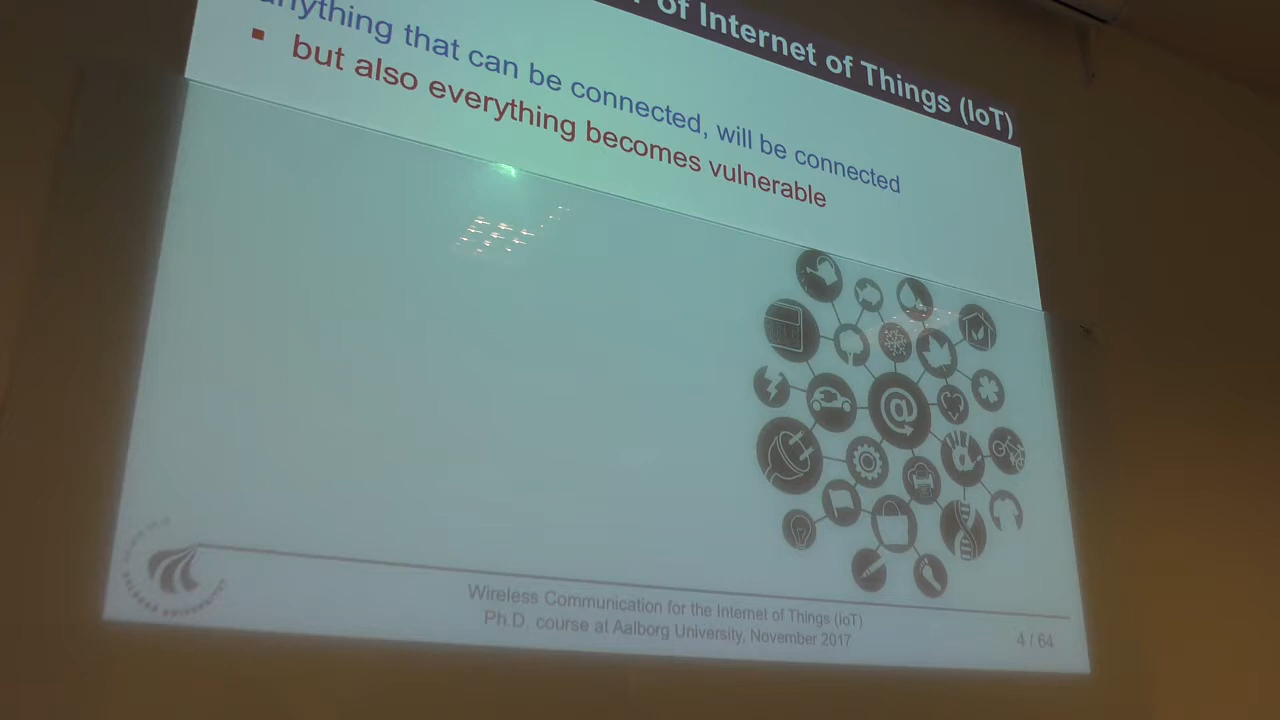 of Internet of Things (IoT)
anything that can be connected, will be connected
but also everything becomes vulnerable
@
Wireless Communication for the Internet of Things (IoT)
Ph.D. course at Aalborg University, November 2017
4 / 64